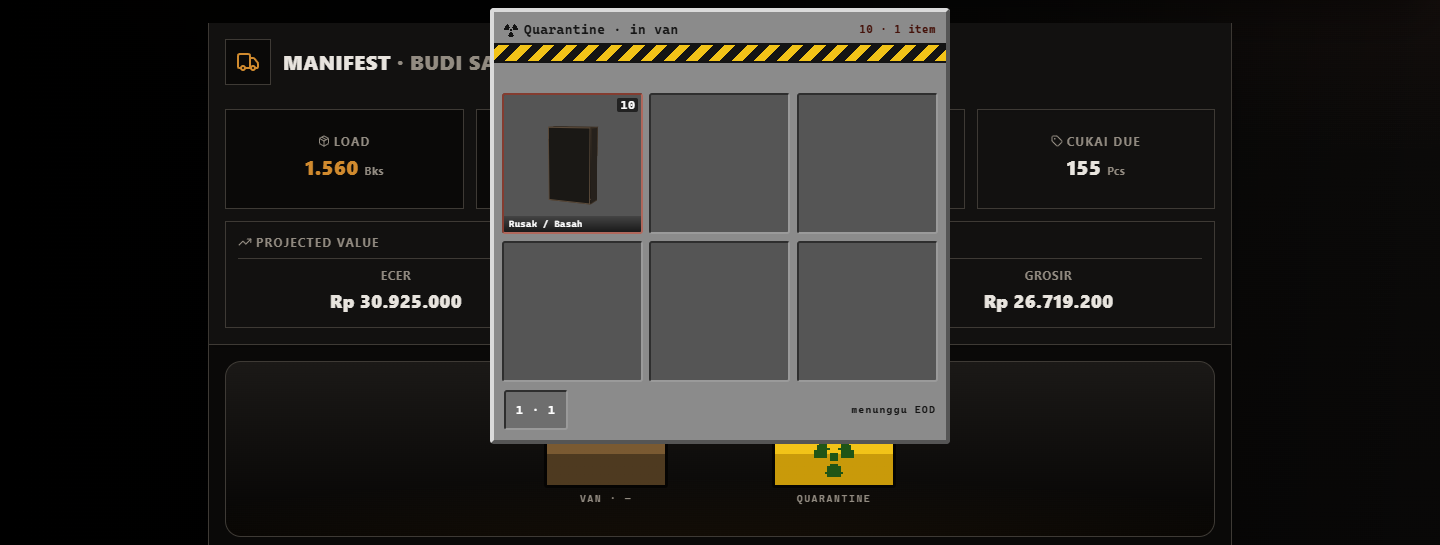 Quarantine · in van
10 · 1 item
MANIFEST · BUDI SA
LOAD
1.560 Bks
CUKAI DUE
155 Pcs
PROJECTED VALUE
ECER
Rp 30.925.000
GROSIR
Rp 26.719.200
10
Rusak / Basah
1 · 1
menunggu EOD
VAN · –
QUARANTINE